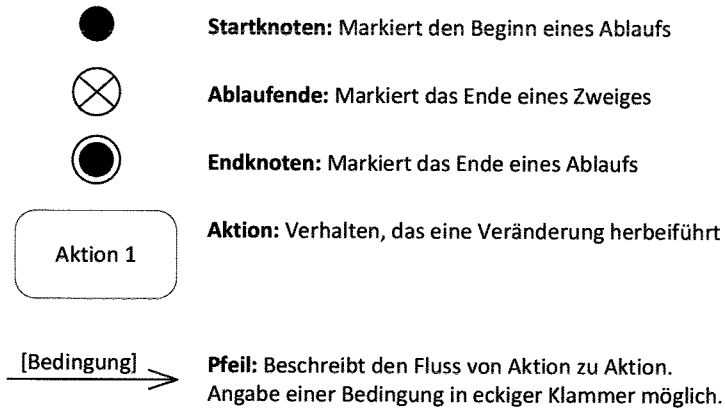 Startknoten: Markiert den Beginn eines Ablaufs
Ablaufende: Markiert das Ende eines Zweiges
Endknoten: Markiert das Ende eines Ablaufs
Aktion 1
Aktion: Verhalten, das eine Veränderung herbeiführt
[Bedingung]
Pfeil: Beschreibt den Fluss von Aktion zu Aktion.
Angabe einer Bedingung in eckiger Klammer möglich.